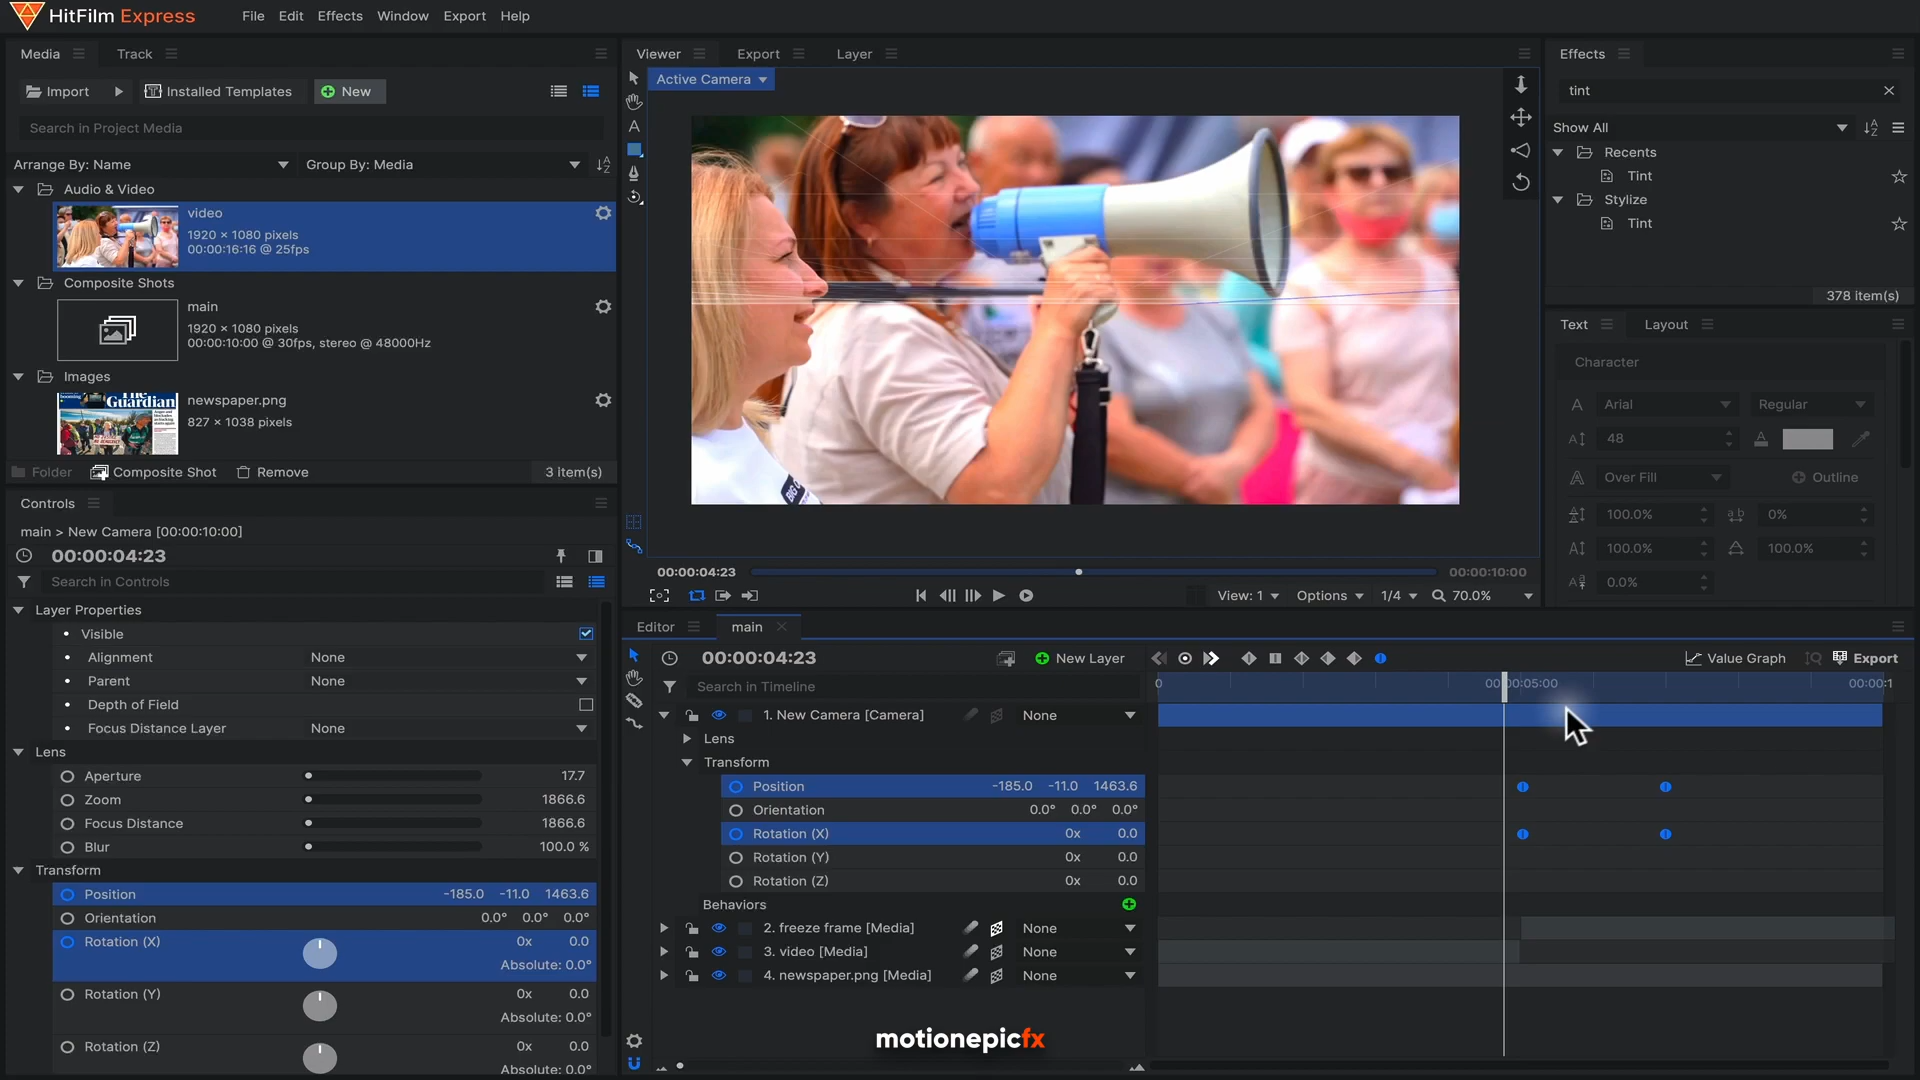 HitFilm Express
File Edit Effects Window Export Help
Media Track
Import Installed Templates New
Search in Project Media
Arrange By: Name Group By: Media
Audio & Video
video
1920 × 1080 pixels
00:00:16:16 @ 25fps
Composite Shots
main
1920 × 1080 pixels
00:00:10:00 @ 30fps, stereo @ 48000Hz
Images
newspaper.png
827 × 1038 pixels
The
Guardian
Folder Composite Shot Remove 3 item(s)
Controls
main > New Camera [00:00:10:00]
00:00:04:23
Search in Controls
Layer Properties
Visible
Alignment None
Parent None
Depth of Field
Focus Distance Layer None
Lens
Aperture 17.7
Zoom 1866.6
Focus Distance 1866.6
Blur 100.0 %
Transform
Position -185.0 -11.0 1463.6
Orientation 0.0° 0.0° 0.0°
Rotation (X) 0x 0.0
Absolute: 0.0°
Rotation (Y) 0x 0.0
Absolute: 0.0°
Rotation (Z) 0x 0.0
Absolute: 0.0°
Viewer Export Layer
Active Camera
00:00:04:23 00:00:10:00
View: 1 Options 1/4 70.0%
Editor main
00:00:04:23 New Layer Value Graph Export
Search in Timeline
0 00:00:05:00 00:00:1
1. New Camera [Camera] None
Lens
Transform
Position -185.0 -11.0 1463.6
Orientation 0.0° 0.0° 0.0°
Rotation (X) 0x 0.0
Rotation (Y) 0x 0.0
Rotation (Z) 0x 0.0
Behaviors
2. freeze frame [Media] None
3. video [Media] None
4. newspaper.png [Media] None
motionepicfx
Effects
tint
Show All
Recents
Tint
Stylize
Tint
378 item(s)
Text Layout
Character
Arial Regular
48
Over Fill Outline
100.0% 0%
100.0% 100.0%
0.0%